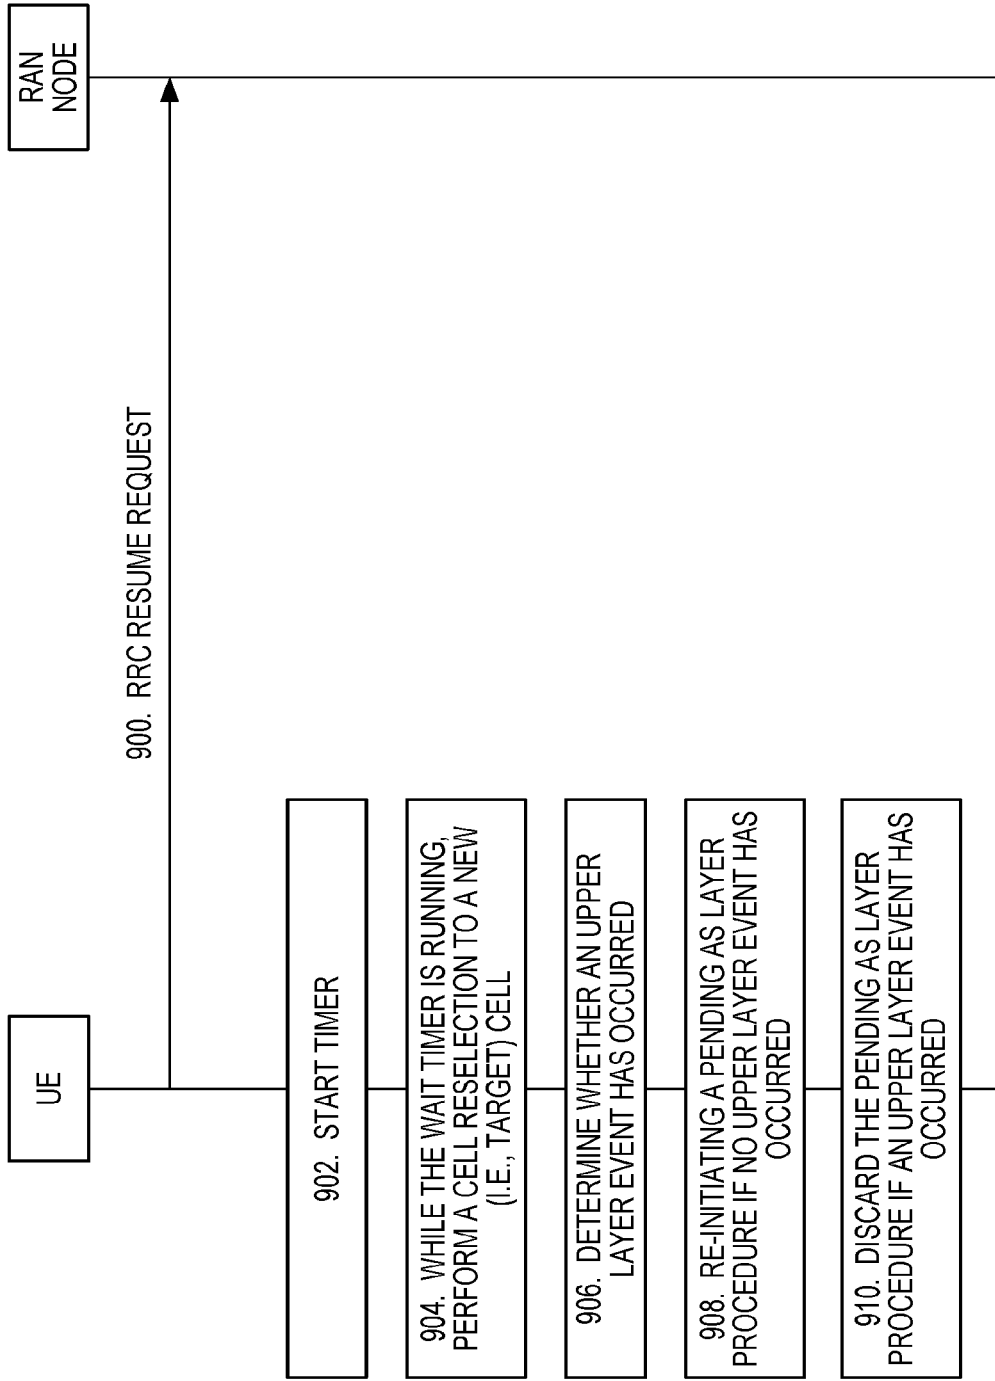 UE
RAN
NODE
900. RRC RESUME REQUEST
902. START TIMER
904. WHILE THE WAIT TIMER IS RUNNING,
PERFORM A CELL RESELECTION TO A NEW
(I.E., TARGET) CELL
906. DETERMINE WHETHER AN UPPER
LAYER EVENT HAS OCCURRED
908. RE-INITIATING A PENDING AS LAYER
PROCEDURE IF NO UPPER LAYER EVENT HAS
OCCURRED
910. DISCARD THE PENDING AS LAYER
PROCEDURE IF AN UPPER LAYER EVENT HAS
OCCURRED